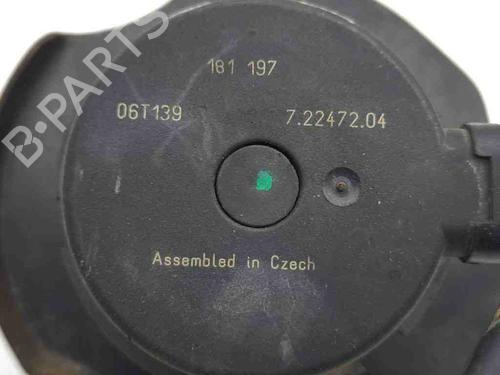 B-PARTS
181 197
06T139
7.22472.04
Assembled in Czech